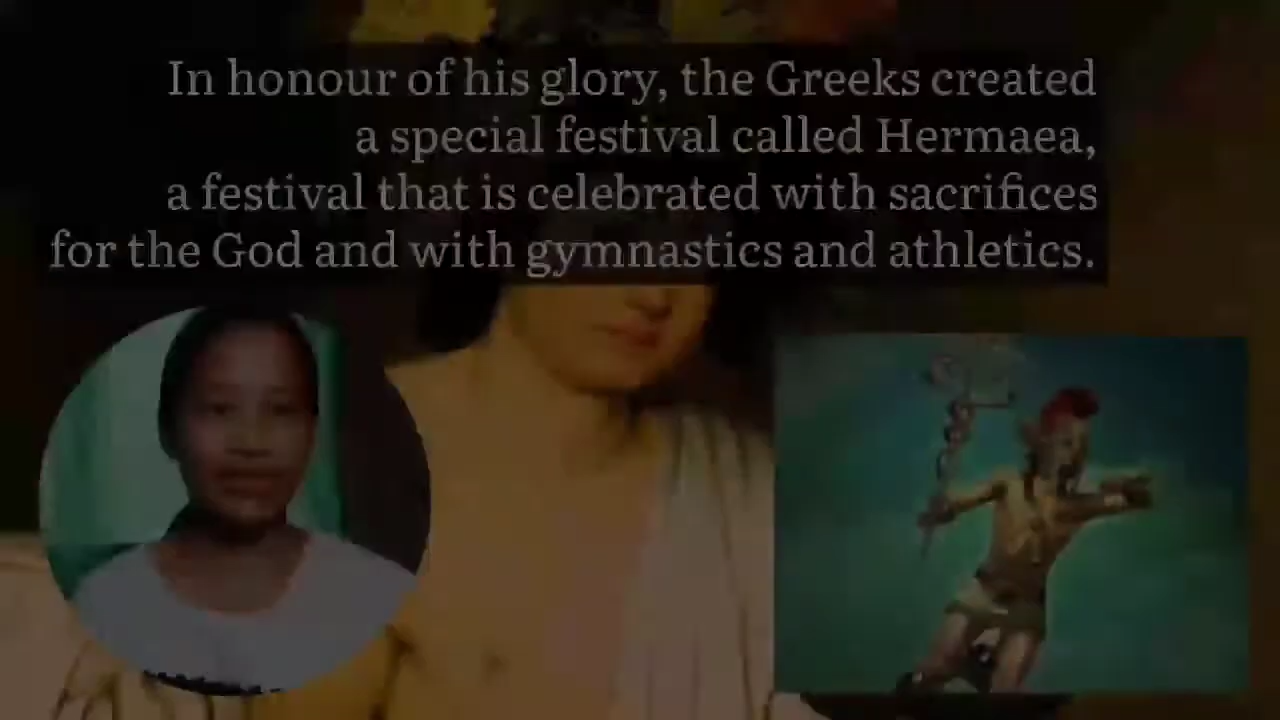 In honour of his glory, the Greeks created
a special festival called Hermaea,
a festival that is celebrated with sacrifices
for the God and with gymnastics and athletics.